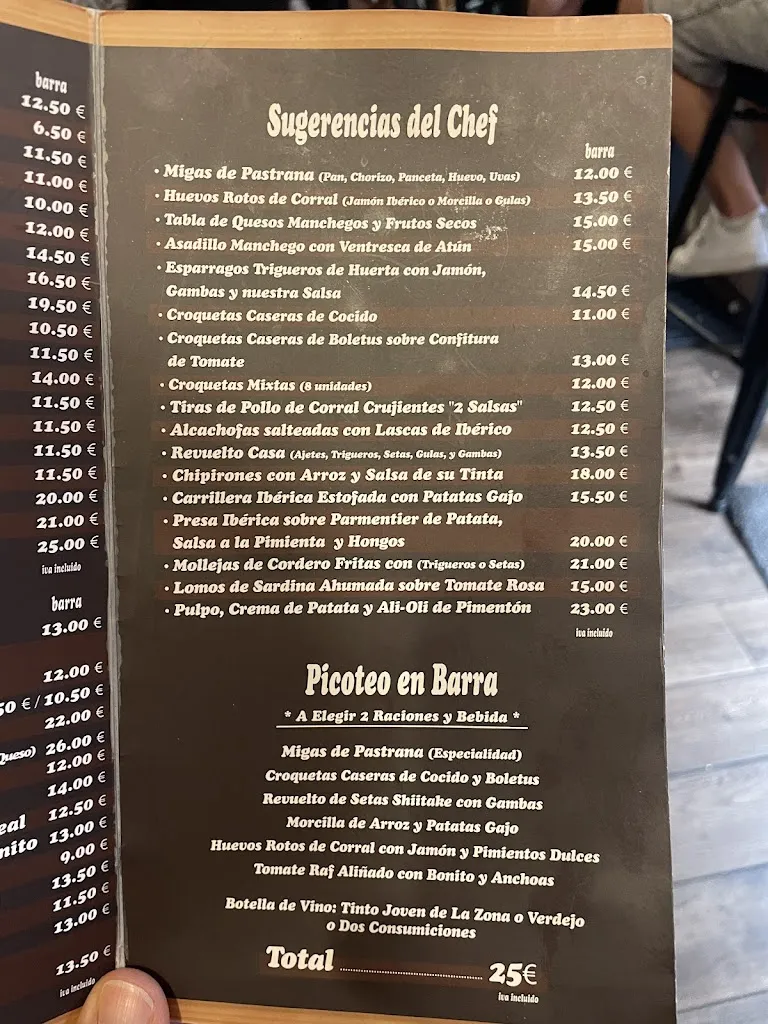 barra
12.50 €
6.50 €
11.50 €
11.00 €
10.00 €
12.00 €
14.50 €
16.50 €
19.50 €
10.50 €
11.50 €
14.00 €
11.50 €
11.50 €
11.50 €
11.50 €
20.00 €
21.00 €
25.00 €
iva incluido
barra
13.00 €
12.00 €
50 € / 10.50 €
22.00 €
Queso) 26.00 €
12.00 €
14.00 €
12.50 €
eal 13.00 €
nito 9.00 €
13.50 €
11.50 €
13.00 €
13.50 €
iva incluido
Sugerencias del Chef
barra
· Migas de Pastrana (Pan, Chorizo, Panceta, Huevo, Uvas) 12.00 €
· Huevos Rotos de Corral (Jamón Ibérico o Morcilla o Gulas) 13.50 €
· Tabla de Quesos Manchegos y Frutos Secos 15.00 €
· Asadillo Manchego con Ventresca de Atún 15.00 €
· Esparragos Trigueros de Huerta con Jamón,
Gambas y nuestra Salsa 14.50 €
· Croquetas Caseras de Cocido 11.00 €
· Croquetas Caseras de Boletus sobre Confitura
de Tomate 13.00 €
· Croquetas Mixtas (8 unidades) 12.00 €
· Tiras de Pollo de Corral Crujientes "2 Salsas" 12.50 €
· Alcachofas salteadas con Lascas de Ibérico 12.50 €
· Revuelto Casa (Ajetes, Trigueros, Setas, Gulas, y Gambas) 13.50 €
· Chipirones con Arroz y Salsa de su Tinta 18.00 €
· Carrillera Ibérica Estofada con Patatas Gajo 15.50 €
· Presa Ibérica sobre Parmentier de Patata,
Salsa a la Pimienta y Hongos 20.00 €
· Mollejas de Cordero Fritas con (Trigueros o Setas) 21.00 €
· Lomos de Sardina Ahumada sobre Tomate Rosa 15.00 €
· Pulpo, Crema de Patata y Ali-Oli de Pimentón 23.00 €
iva incluido
Picoteo en Barra
* A Elegir 2 Raciones y Bebida *
Migas de Pastrana (Especialidad)
Croquetas Caseras de Cocido y Boletus
Revuelto de Setas Shiitake con Gambas
Morcilla de Arroz y Patatas Gajo
Huevos Rotos de Corral con Jamón y Pimientos Dulces
Tomate Raf Aliñado con Bonito y Anchoas
Botella de Vino: Tinto Joven de La Zona o Verdejo
o Dos Consumiciones
Total ........................ 25€
iva incluido